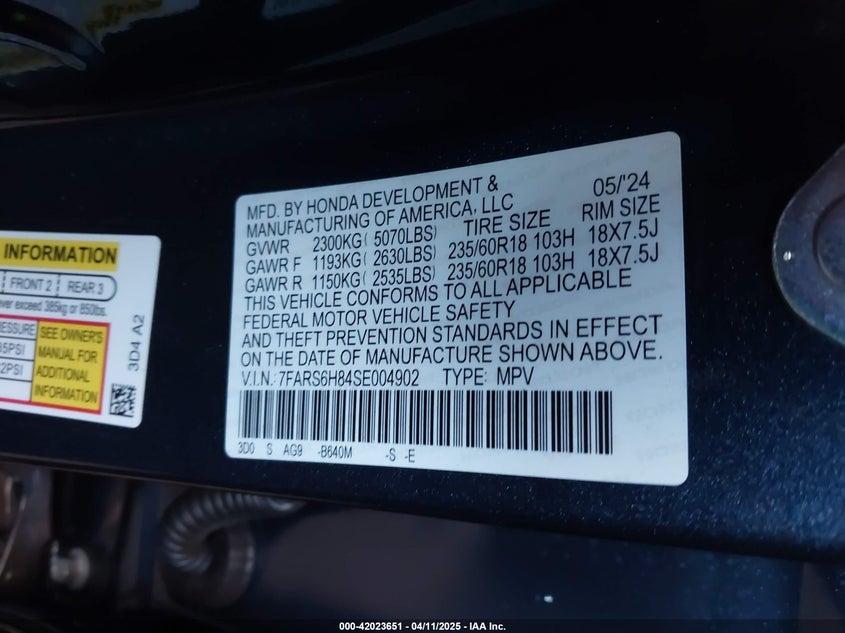 INFORMATION
FRONT 2 REAR 3
ever exceed 385kg or 850lbs.
PRESSURE
35PSI
32PSI
SEE OWNER'S
MANUAL FOR
ADDITIONAL
INFORMATION
3D4 A2
MFD. BY HONDA DEVELOPMENT & 05/'24
MANUFACTURING OF AMERICA, LLC
TIRE SIZE RIM SIZE
GVWR 2300KG( 5070LBS)
GAWR F 1193KG( 2630LBS) 235/60R18 103H 18X7.5J
GAWR R 1150KG( 2535LBS) 235/60R18 103H 18X7.5J
THIS VEHICLE CONFORMS TO ALL APPLICABLE
FEDERAL MOTOR VEHICLE SAFETY
AND THEFT PREVENTION STANDARDS IN EFFECT
ON THE DATE OF MANUFACTURE SHOWN ABOVE.
V.I.N.: 7FARS6H84SE004902 TYPE: MPV
3D0 S AG9 -B640M -S -E
000-42023651 - 04/11/2025 - IAA Inc.